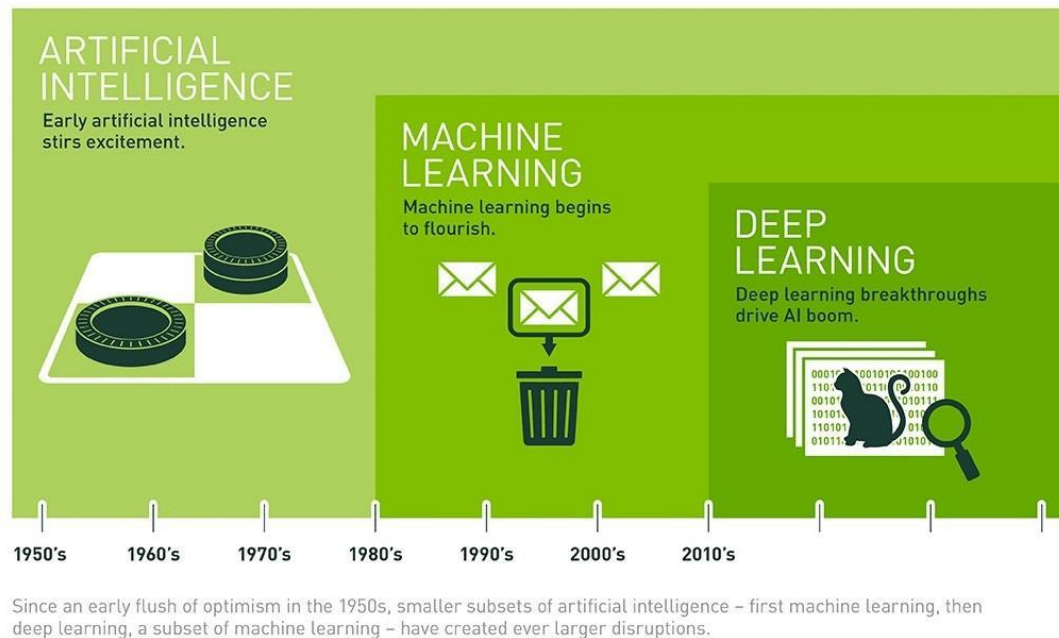 ARTIFICIAL
INTELLIGENCE
Early artificial intelligence
stirs excitement.
MACHINE
LEARNING
Machine learning begins
to flourish.
DEEP
LEARNING
Deep learning breakthroughs
drive AI boom.
1950's 1960's 1970's 1980's 1990's 2000's 2010's
Since an early flush of optimism in the 1950s, smaller subsets of artificial intelligence – first machine learning, then
deep learning, a subset of machine learning – have created ever larger disruptions.